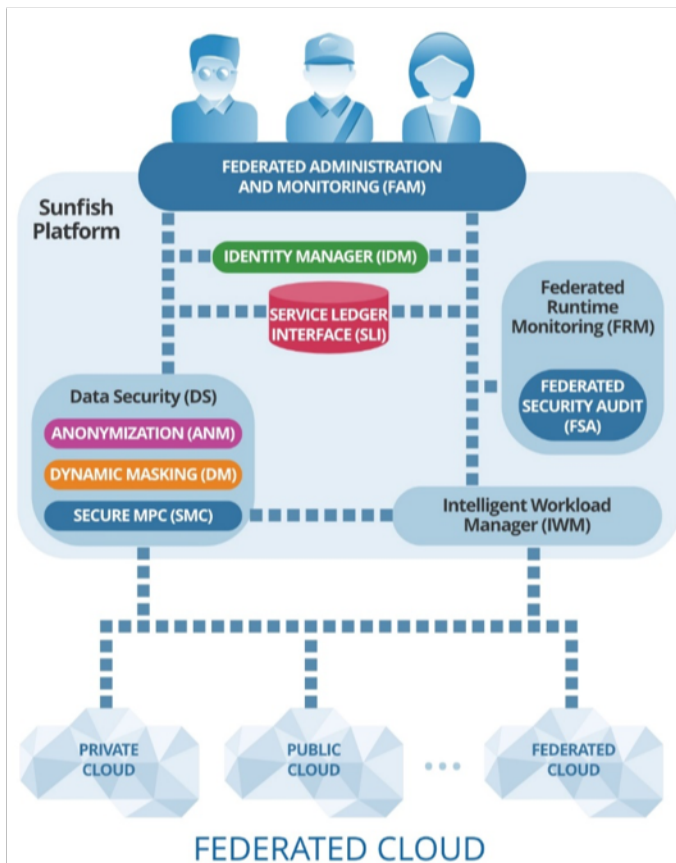 FEDERATED ADMINISTRATION
AND MONITORING (FAM)
Sunfish
Platform
IDENTITY MANAGER (IDM)
SERVICE LEDGER
INTERFACE (SLI)
Federated
Runtime
Monitoring (FRM)
FEDERATED
SECURITY AUDIT
(FSA)
Data Security (DS)
ANONYMIZATION (ANM)
DYNAMIC MASKING (DM)
SECURE MPC (SMC)
Intelligent Workload
Manager (IWM)
PRIVATE
CLOUD
PUBLIC
CLOUD
...
FEDERATED
CLOUD
FEDERATED CLOUD